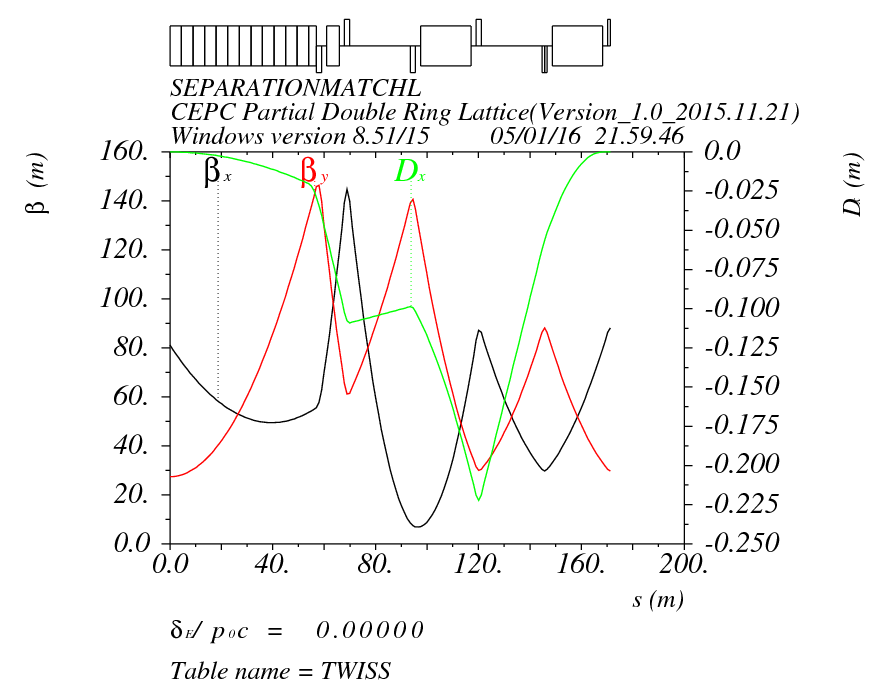 SEPARATIONMATCHL
CEPC Partial Double Ring Lattice(Version_1.0_2015.11.21)
Windows version 8.51/15 05/01/16 21.59.46
β (m)
160.
140.
120.
100.
80.
60.
40.
20.
0.0
βx βy Dx
0.0
-0.025
-0.050
-0.075
-0.100
-0.125
-0.150
-0.175
-0.200
-0.225
-0.250
Dx (m)
0.0 40. 80. 120. 160. 200.
s (m)
δE/ p0c = 0.00000
Table name = TWISS